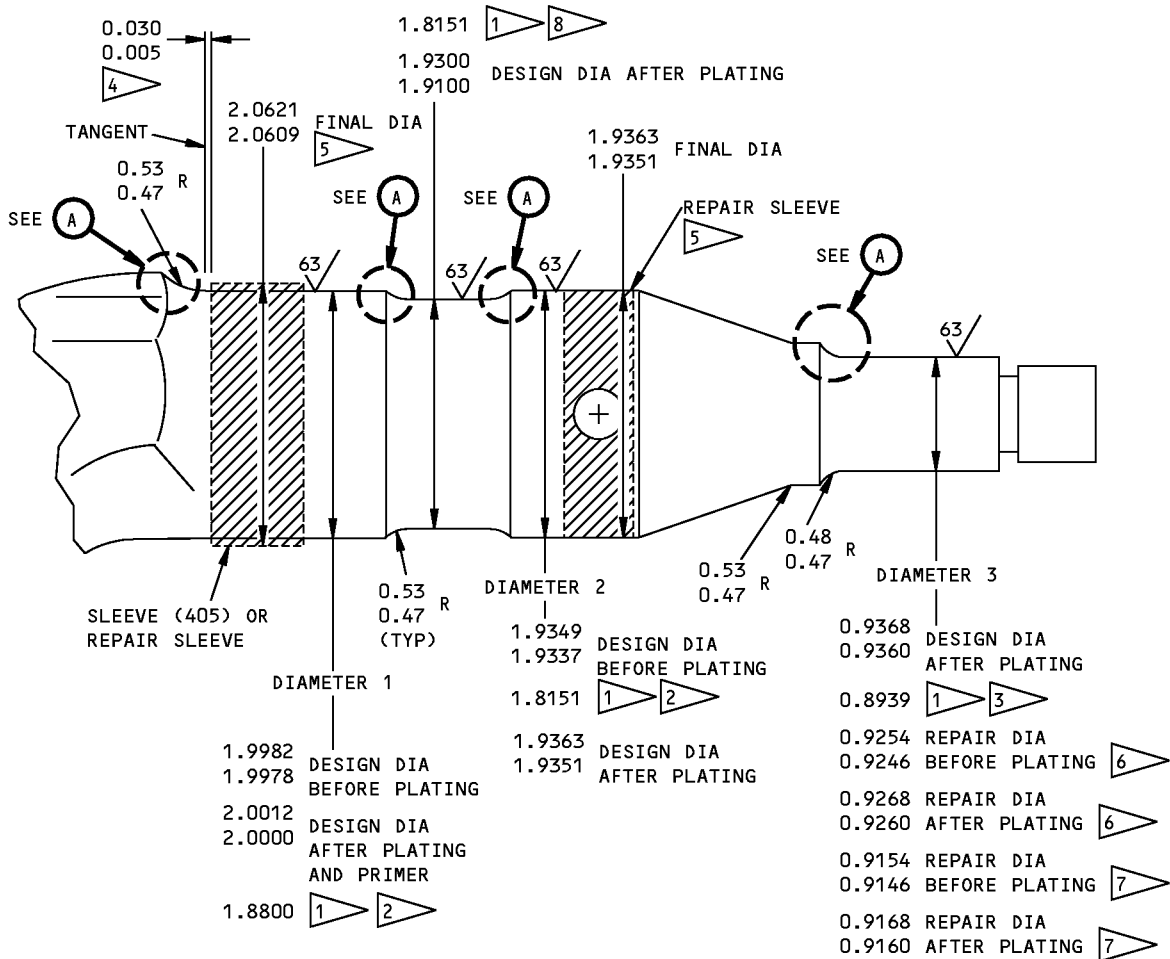 0.030
0.005
4
TANGENT
0.53
0.47 R
SEE A
2.0621
2.0609 FINAL DIA
5
1.8151 1 8
1.9300
1.9100 DESIGN DIA AFTER PLATING
SEE A
SEE A
1.9363
1.9351 FINAL DIA
REPAIR SLEEVE
5
SEE A
63
63
63
63
SLEEVE (405) OR
REPAIR SLEEVE
0.53
0.47 R
(TYP)
0.53
0.47 R
0.48
0.47 R
DIAMETER 1
1.9982
1.9978 DESIGN DIA
BEFORE PLATING
2.0012
2.0000 DESIGN DIA
AFTER PLATING
AND PRIMER
1.8800 1 2
DIAMETER 2
1.9349
1.9337 DESIGN DIA
BEFORE PLATING
1.8151 1 2
1.9363
1.9351 DESIGN DIA
AFTER PLATING
DIAMETER 3
0.9368
0.9360 DESIGN DIA
AFTER PLATING
0.8939 1 3
0.9254 REPAIR DIA
0.9246 BEFORE PLATING 6
0.9268 REPAIR DIA
0.9260 AFTER PLATING 6
0.9154 REPAIR DIA
0.9146 BEFORE PLATING 7
0.9168 REPAIR DIA
0.9160 AFTER PLATING 7